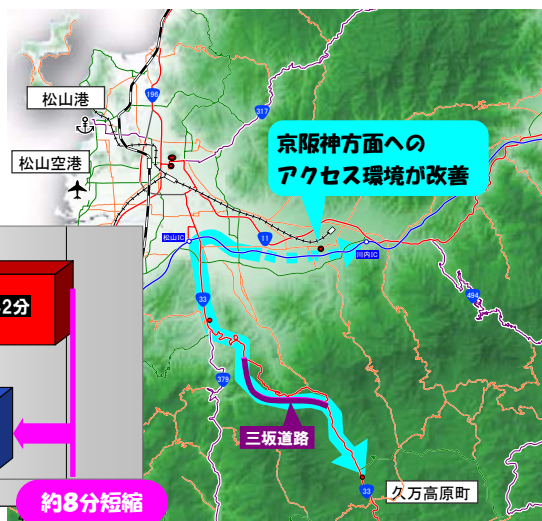 196
317
松山港
京阪神方面への
アクセス環境が改善
松山空港
松山IC
11
川内IC
2分
33
494
379
三坂道路
久万高原町
33
約8分短縮